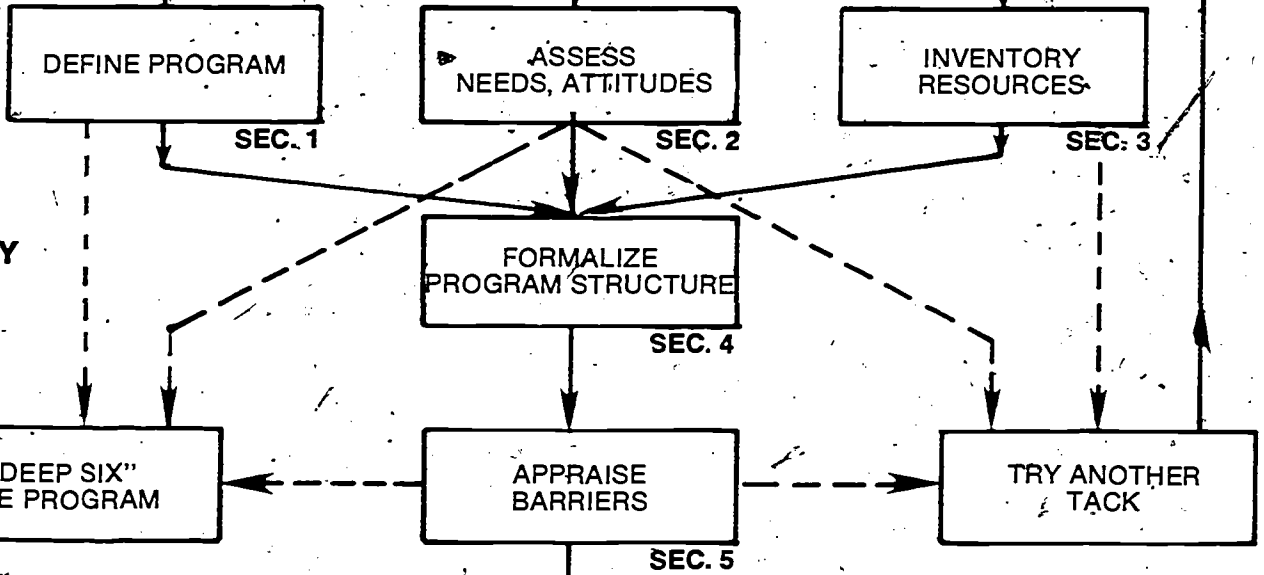 DEFINE PROGRAM
SEC. 1
ASSESS
NEEDS, ATTITUDES
SEC. 2
INVENTORY
RESOURCES
SEC. 3
Y
FORMALIZE
PROGRAM STRUCTURE
SEC. 4
DEEP SIX”
E PROGRAM
APPRAISE
BARRIERS
SEC. 5
TRY ANOTHER
TACK